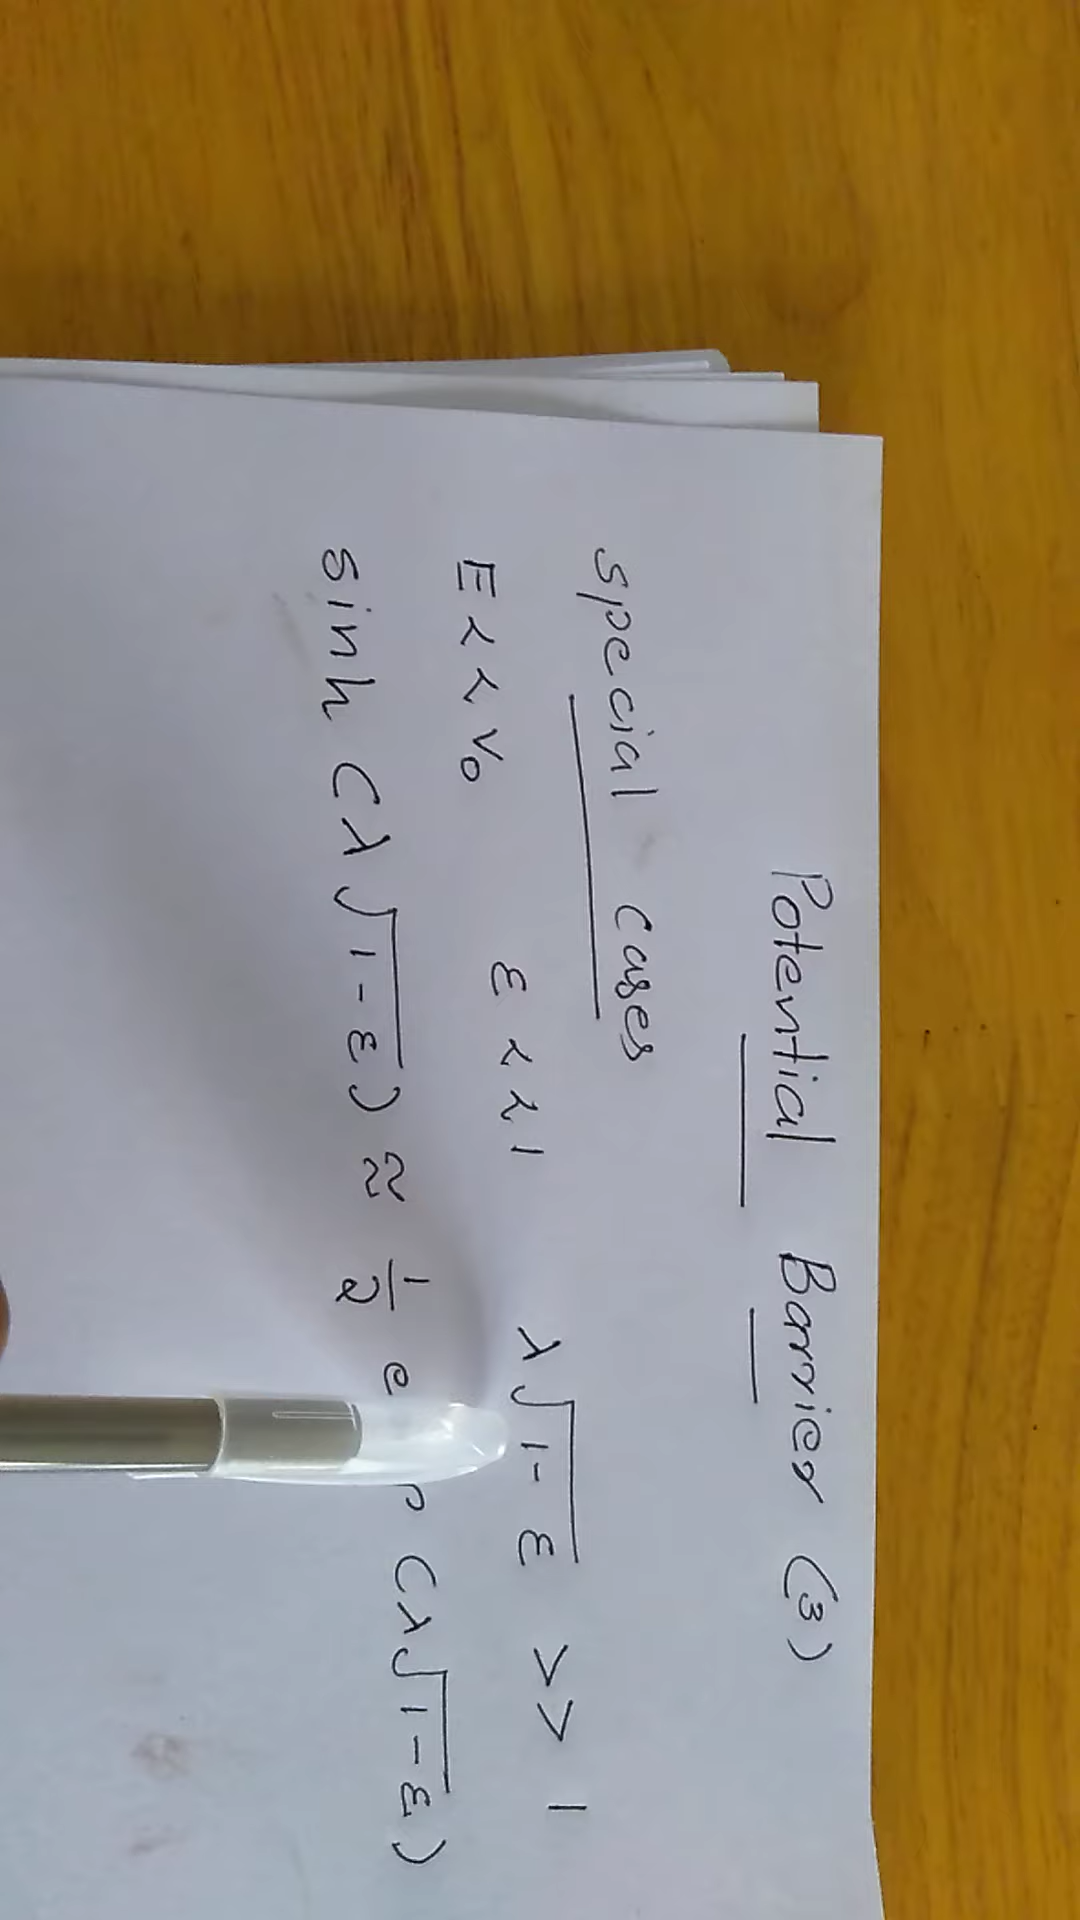 Potential Barrier (3)
special cases
E << V₀ ε << 1 λ√(1-ε) >> 1
sinh (λ√(1-ε)) ≈ 1/2 (λ√(1-ε))